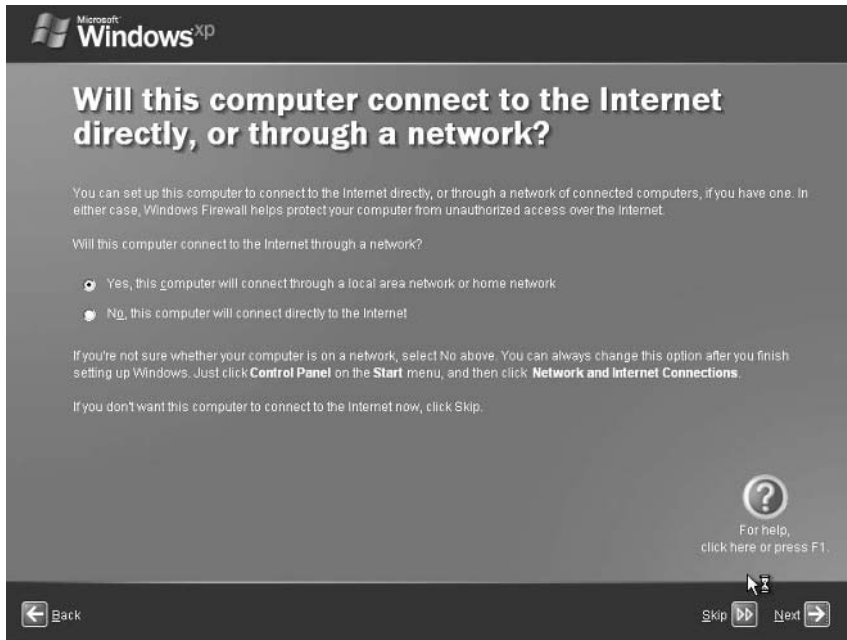 Microsoft
Windows xp
Will this computer connect to the Internet
directly, or through a network?
You can set up this computer to connect to the Internet directly, or through a network of connected computers, if you have one. In
either case, Windows Firewall helps protect your computer from unauthorized access over the Internet.
Will this computer connect to the Internet through a network?
Yes, this computer will connect through a local area network or home network
No, this computer will connect directly to the Internet
If you're not sure whether your computer is on a network, select No above. You can always change this option after you finish
setting up Windows. Just click Control Panel on the Start menu, and then click Network and Internet Connections.
If you don't want this computer to connect to the Internet now, click Skip.
?
For help,
click here or press F1.
Back
Skip
Next